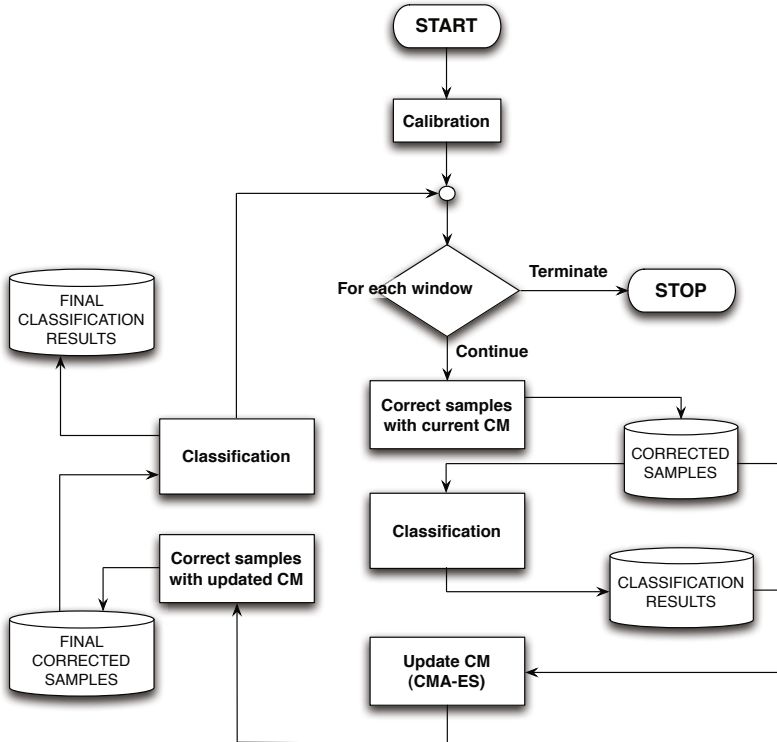 START
Calibration
For each window
Terminate
STOP
Continue
FINAL
CLASSIFICATION
RESULTS
Correct samples
with current CM
Classification
CORRECTED
SAMPLES
Classification
Correct samples
with updated CM
CLASSIFICATION
RESULTS
FINAL
CORRECTED
SAMPLES
Update CM
(CMA-ES)